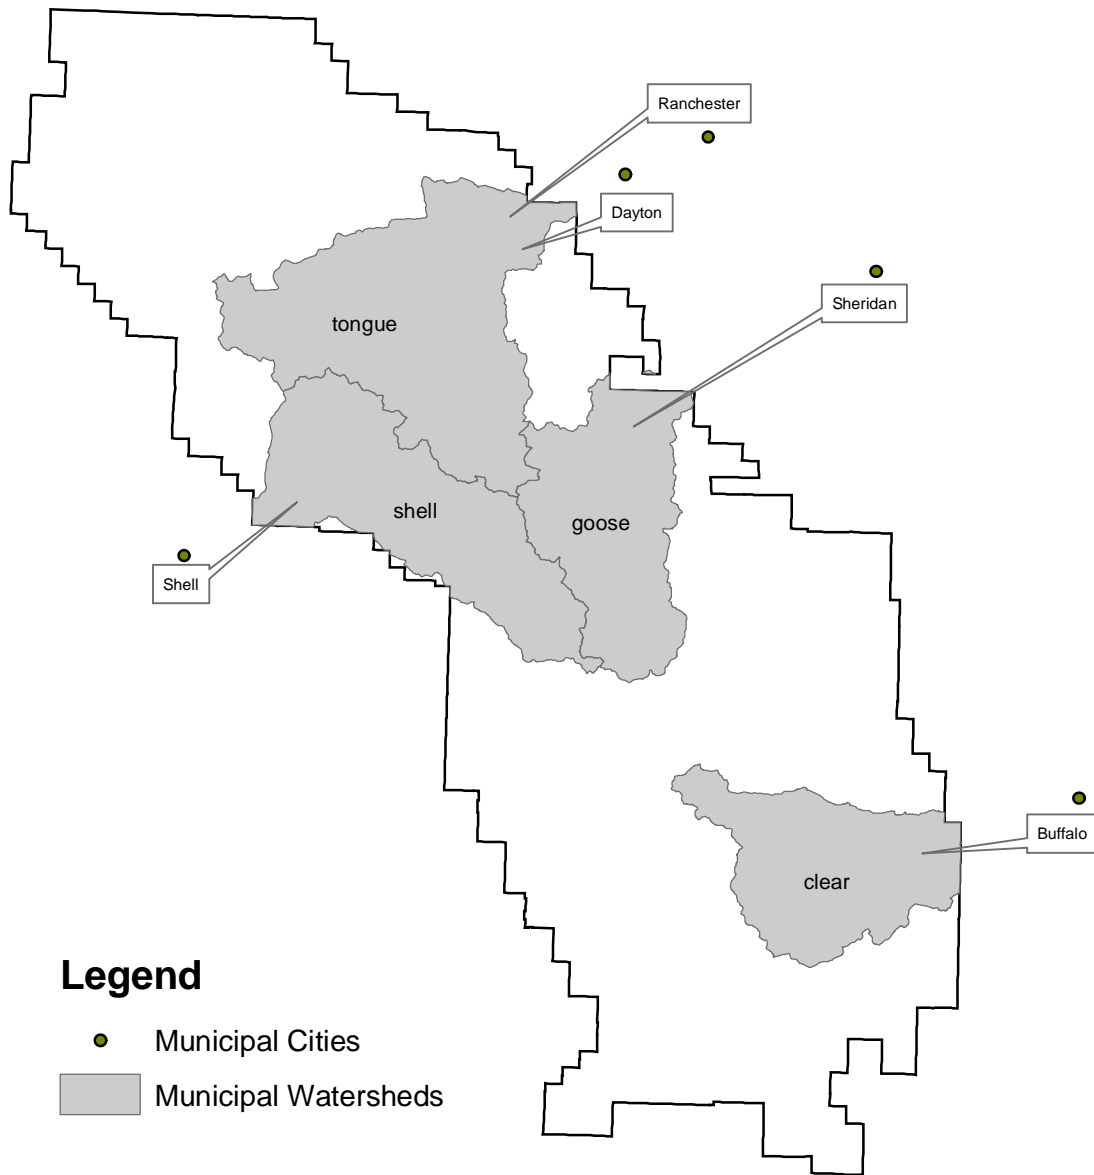 Ranchester
Dayton
Sheridan
tongue
shell
goose
Shell
Buffalo
clear
Legend
Municipal Cities
Municipal Watersheds